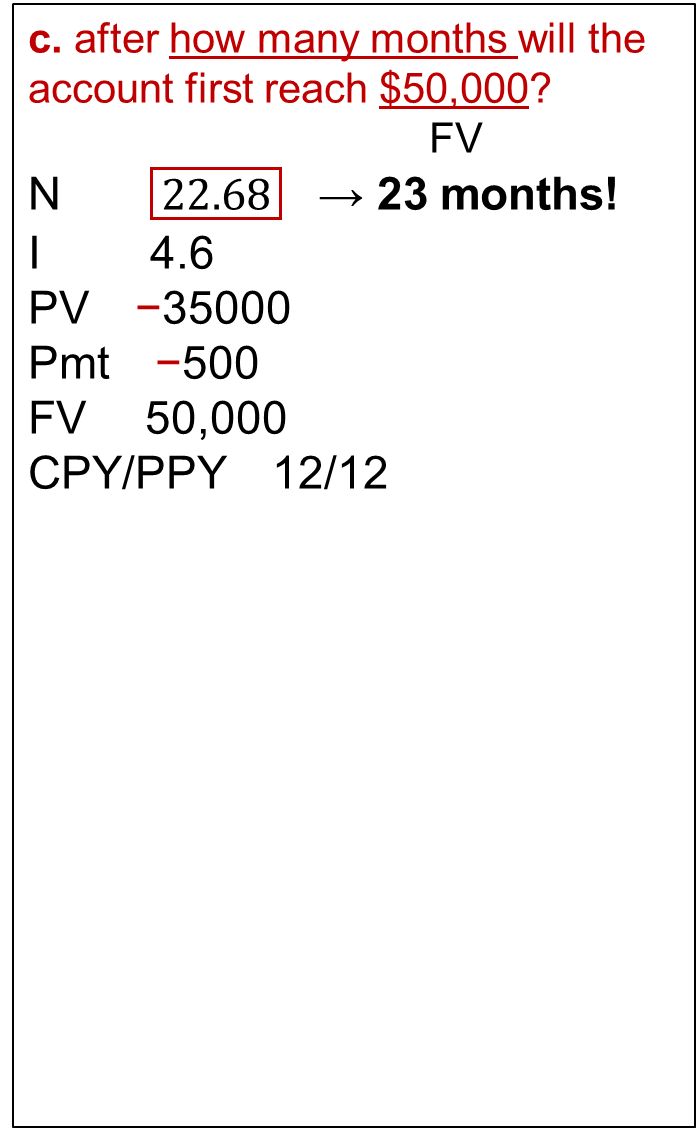 c. after how many months will the
account first reach $50,000?
FV
N 22.68 → 23 months!
I 4.6
PV −35000
Pmt −500
FV 50,000
CPY/PPY 12/12